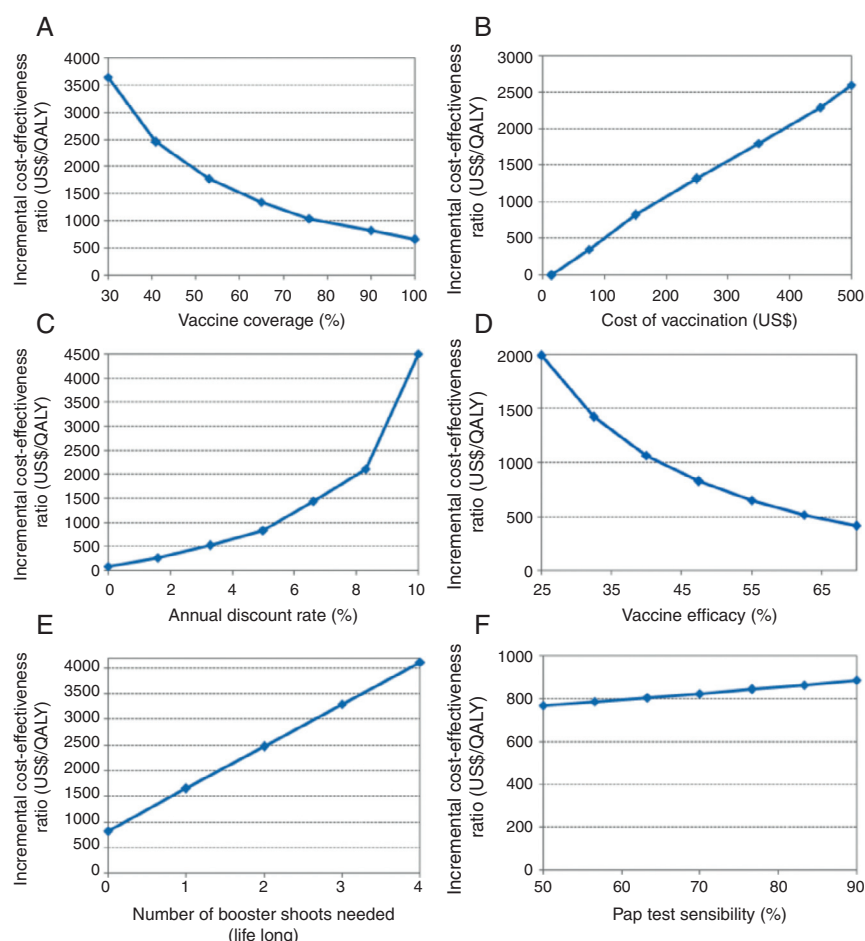 A
Incremental cost-effectiveness
ratio (US$/QALY)
4000
3500
3000
2500
2000
1500
1000
500
0
30 40 50 60 70 80 90 100
Vaccine coverage (%)
B
Incremental cost-effectiveness
ratio (US$/QALY)
3000
2500
2000
1500
1000
500
0
0 100 200 300 400 500
Cost of vaccination (US$)
C
Incremental cost-effectiveness
ratio (US$/QALY)
4500
4000
3500
3000
2500
2000
1500
1000
500
0
0 2 4 6 8 10
Annual discount rate (%)
D
Incremental cost-effectiveness
ratio (US$/QALY)
2000
1500
1000
500
0
25 35 45 55 65
Vaccine efficacy (%)
E
Incremental cost-effectiveness
ratio (US$/QALY)
4000
3500
3000
2500
2000
1500
1000
500
0
0 1 2 3 4
Number of booster shoots needed
(life long)
F
Incremental cost-effectiveness
ratio (US$/QALY)
1000
800
600
400
200
0
50 60 70 80 90
Pap test sensibility (%)